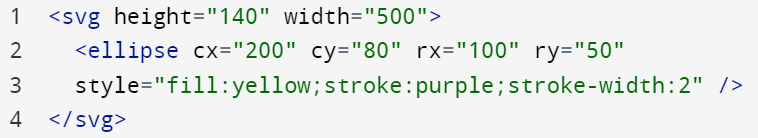 1 <svg height="140" width="500">
2 <ellipse cx="200" cy="80" rx="100" ry="50"
3 style="fill:yellow;stroke:purple;stroke-width:2" />
4 </svg>